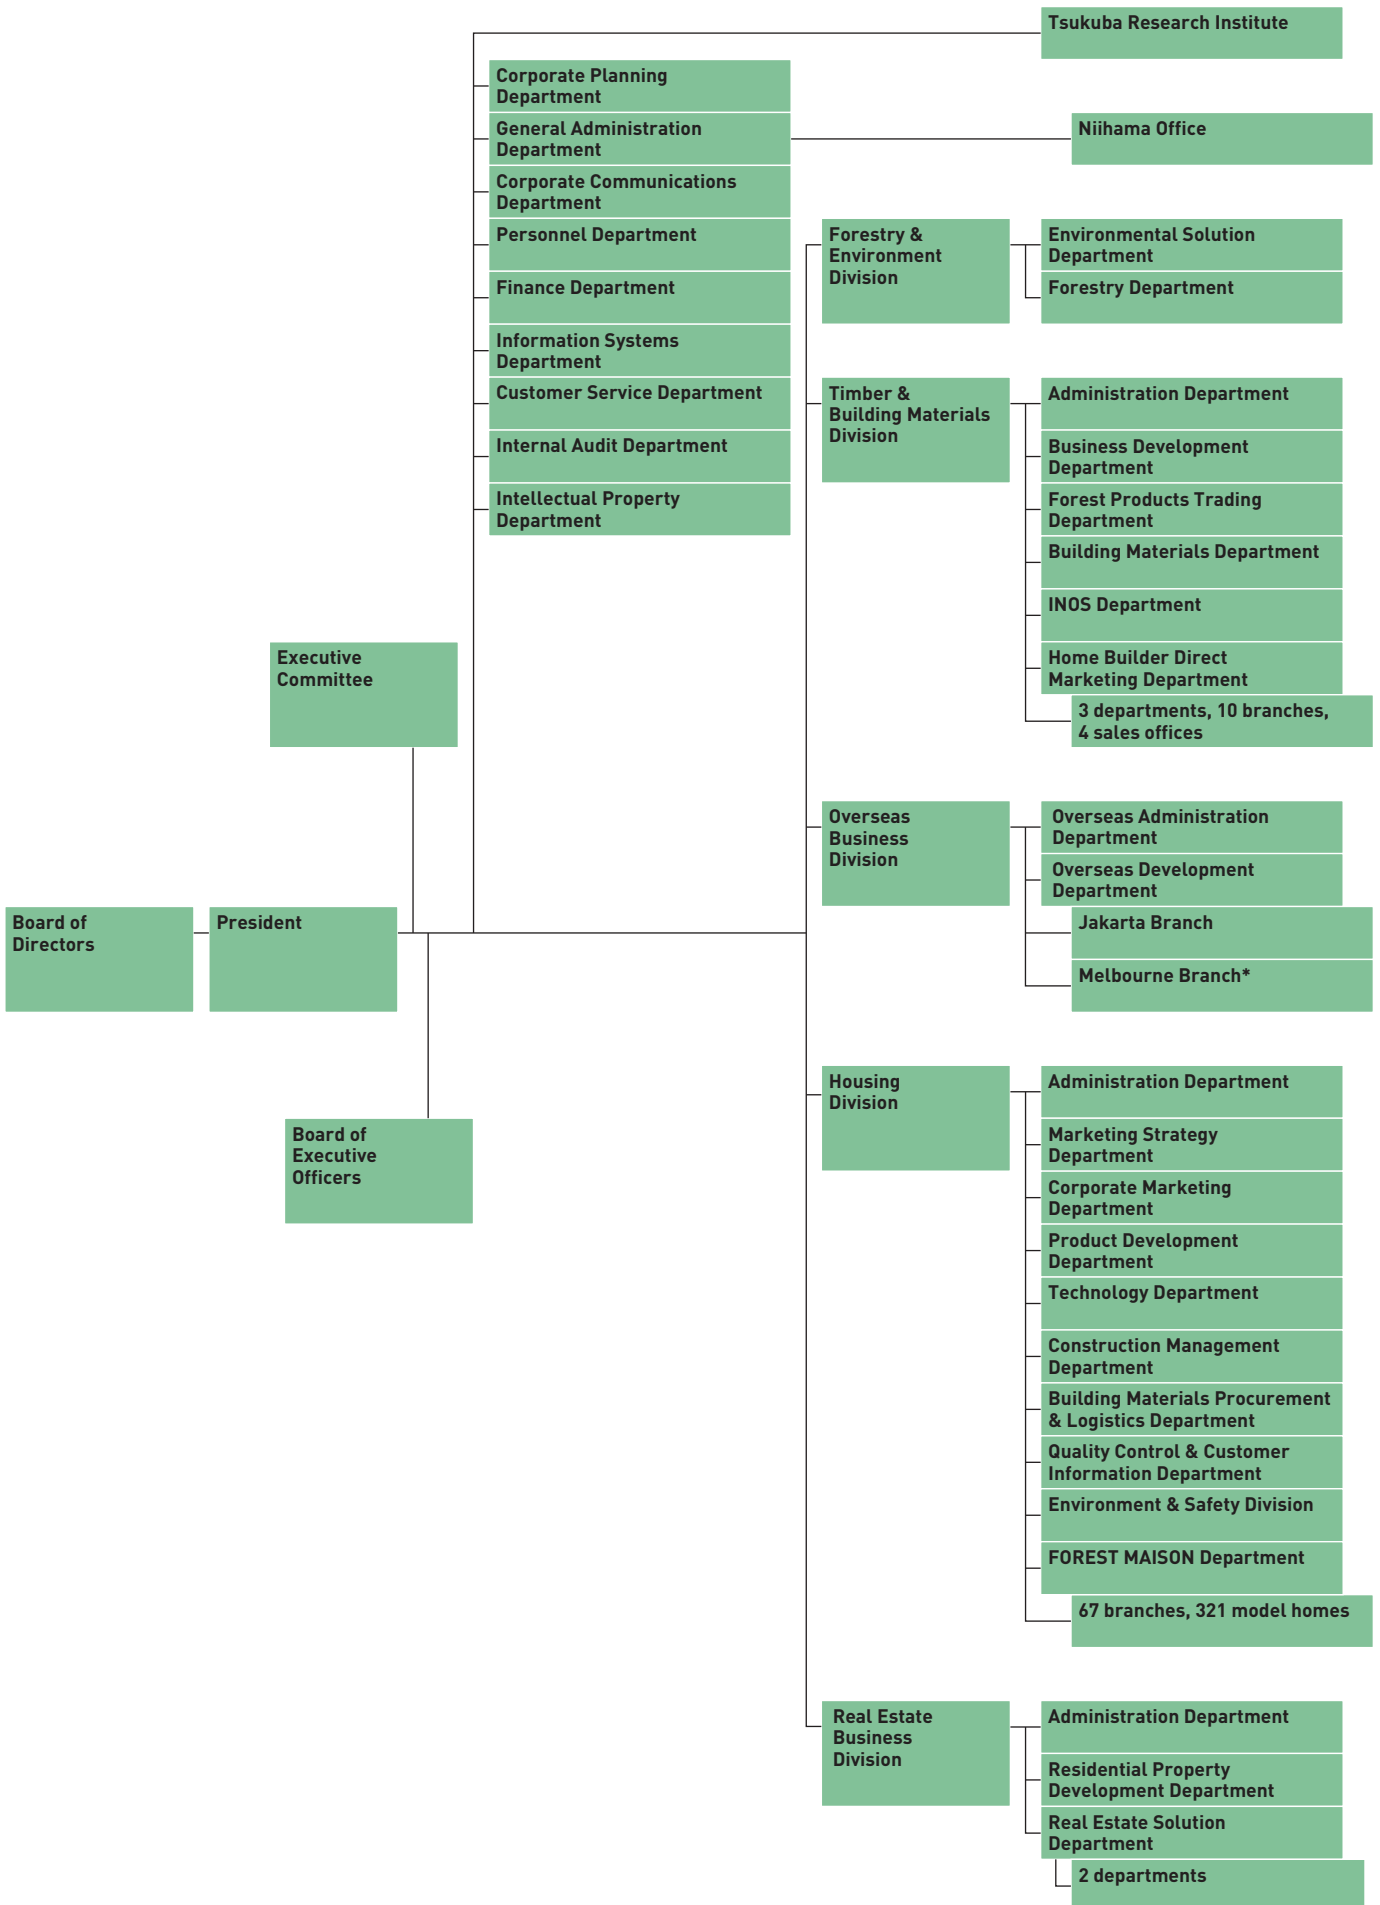 Tsukuba Research Institute
Corporate Planning
Department
General Administration
Department
Niihama Office
Corporate Communications
Department
Personnel Department
Finance Department
Information Systems
Department
Customer Service Department
Internal Audit Department
Intellectual Property
Department
Forestry &
Environment
Division
Environmental Solution
Department
Forestry Department
Timber &
Building Materials
Division
Administration Department
Business Development
Department
Forest Products Trading
Department
Building Materials Department
INOS Department
Home Builder Direct
Marketing Department
3 departments, 10 branches,
4 sales offices
Executive
Committee
Overseas
Business
Division
Overseas Administration
Department
Overseas Development
Department
Jakarta Branch
Melbourne Branch*
Board of
Directors
President
Board of
Executive
Officers
Housing
Division
Administration Department
Marketing Strategy
Department
Corporate Marketing
Department
Product Development
Department
Technology Department
Construction Management
Department
Building Materials Procurement
& Logistics Department
Quality Control & Customer
Information Department
Environment & Safety Division
FOREST MAISON Department
67 branches, 321 model homes
Real Estate
Business
Division
Administration Department
Residential Property
Development Department
Real Estate Solution
Department
2 departments